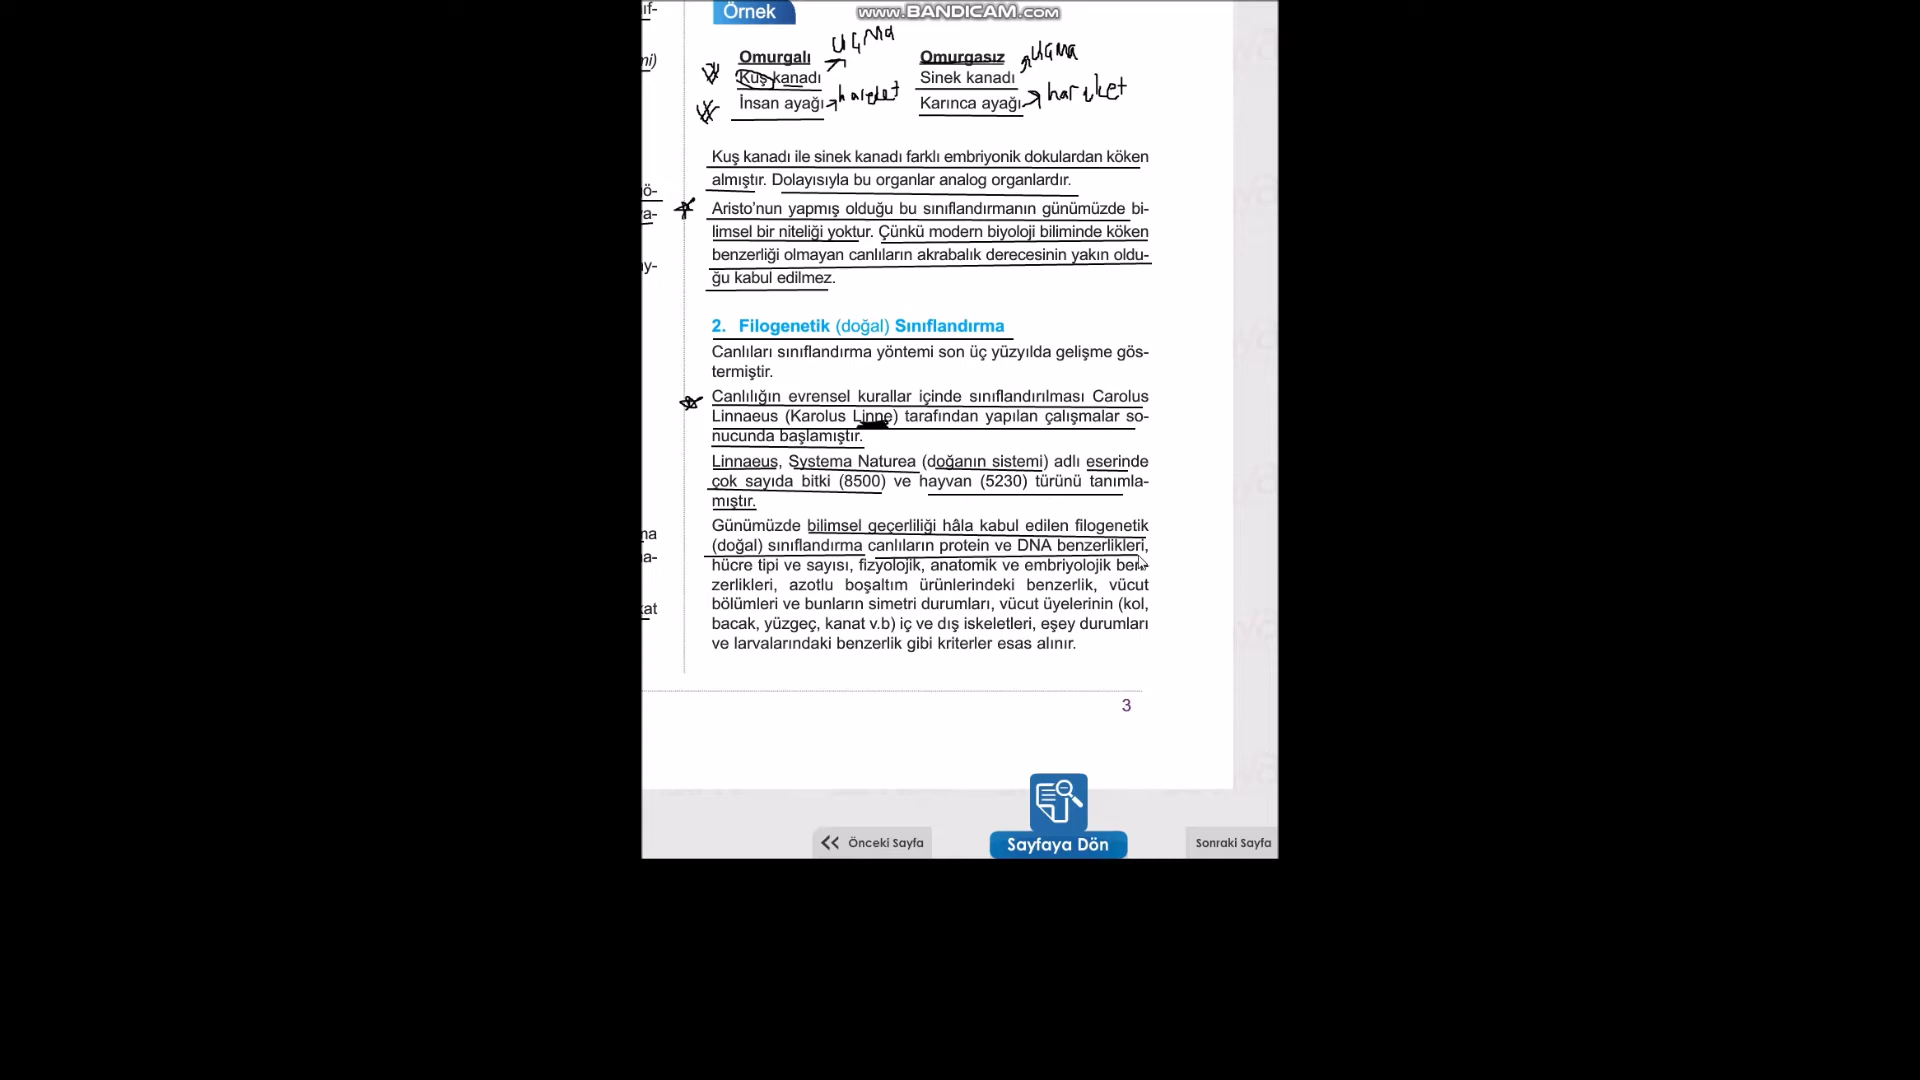 www.BANDICAM.com
ıf-
Örnek
uçma
uçma
mi)
Omurgalı
Omurgasız
Kuş kanadı
Sinek kanadı
hareket
hareket
İnsan ayağı
Karınca ayağı
Kuş kanadı ile sinek kanadı farklı embriyonik dokulardan köken
almıştır. Dolayısıyla bu organlar analog organlardır.
ö-
Aristo’nun yapmış olduğu bu sınıflandırmanın günümüzde bi-
a-
limsel bir niteliği yoktur. Çünkü modern biyoloji biliminde köken
benzerliği olmayan canlıların akrabalık derecesinin yakın oldu-
y-
ğu kabul edilmez.
2. Filogenetik (doğal) Sınıflandırma
Canlıları sınıflandırma yöntemi son üç yüzyılda gelişme gös-
termiştir.
Canlılığın evrensel kurallar içinde sınıflandırılması Carolus
Linnaeus (Karolus Linne) tarafından yapılan çalışmalar so-
nucunda başlamıştır.
Linnaeus, Systema Naturea (doğanın sistemi) adlı eserinde
çok sayıda bitki (8500) ve hayvan (5230) türünü tanımla-
mıştır.
Günümüzde bilimsel geçerliliği hâla kabul edilen filogenetik
(doğal) sınıflandırma canlıların protein ve DNA benzerlikleri,
hücre tipi ve sayısı, fizyolojik, anatomik ve embriyolojik ben-
zerlikleri, azotlu boşaltım ürünlerindeki benzerlik, vücut
bölümleri ve bunların simetri durumları, vücut üyelerinin (kol,
bacak, yüzgeç, kanat v.b) iç ve dış iskeletleri, eşey durumları
ve larvalarındaki benzerlik gibi kriterler esas alınır.
na
a-
kat
3
Önceki Sayfa
Sayfaya Dön
Sonraki Sayfa